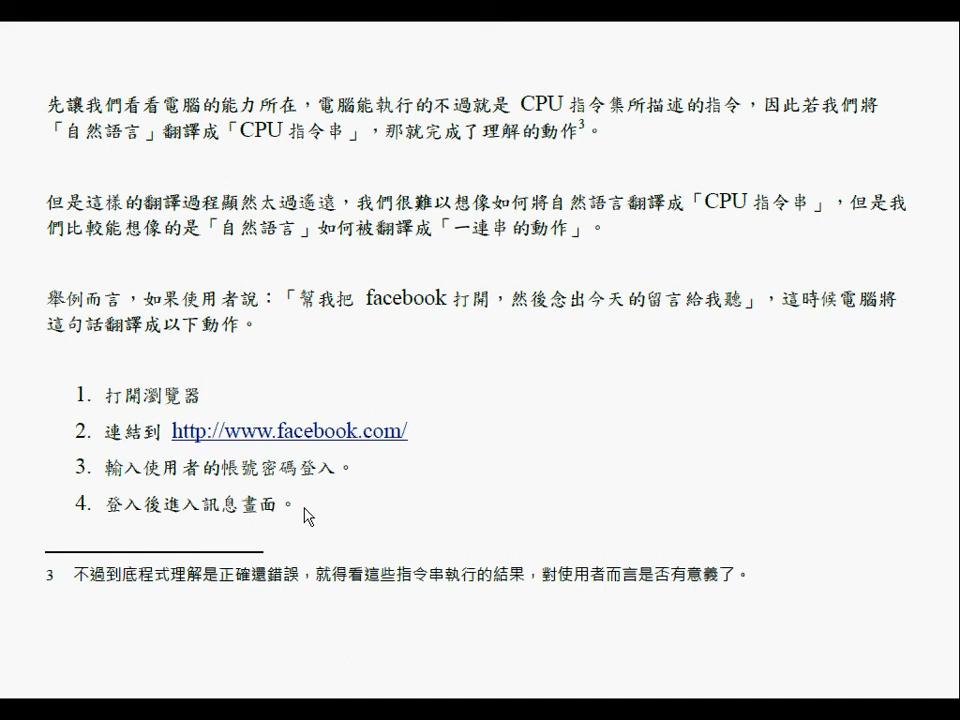 先讓我們看看電腦的能力所在，電腦能執行的不過就是 CPU 指令集所描述的指令，因此若我們將
「自然語言」翻譯成「CPU 指令串」，那就完成了理解的動作3。
但是這樣的翻譯過程顯然太過遙遠，我們很難以想像如何將自然語言翻譯成「CPU 指令串」，但是我
們比較能想像的是「自然語言」如何被翻譯成「一連串的動作」。
舉例而言，如果使用者說：「幫我把 facebook 打開，然後念出今天的留言給我聽」，這時候電腦將
這句話翻譯成以下動作。
1. 打開瀏覽器
2. 連結到 http://www.facebook.com/
3. 輸入使用者的帳號密碼登入。
4. 登入後進入訊息畫面。
3 不過到底程式理解是正確還錯誤，就得看這些指令串執行的結果，對使用者而言是否有意義了。